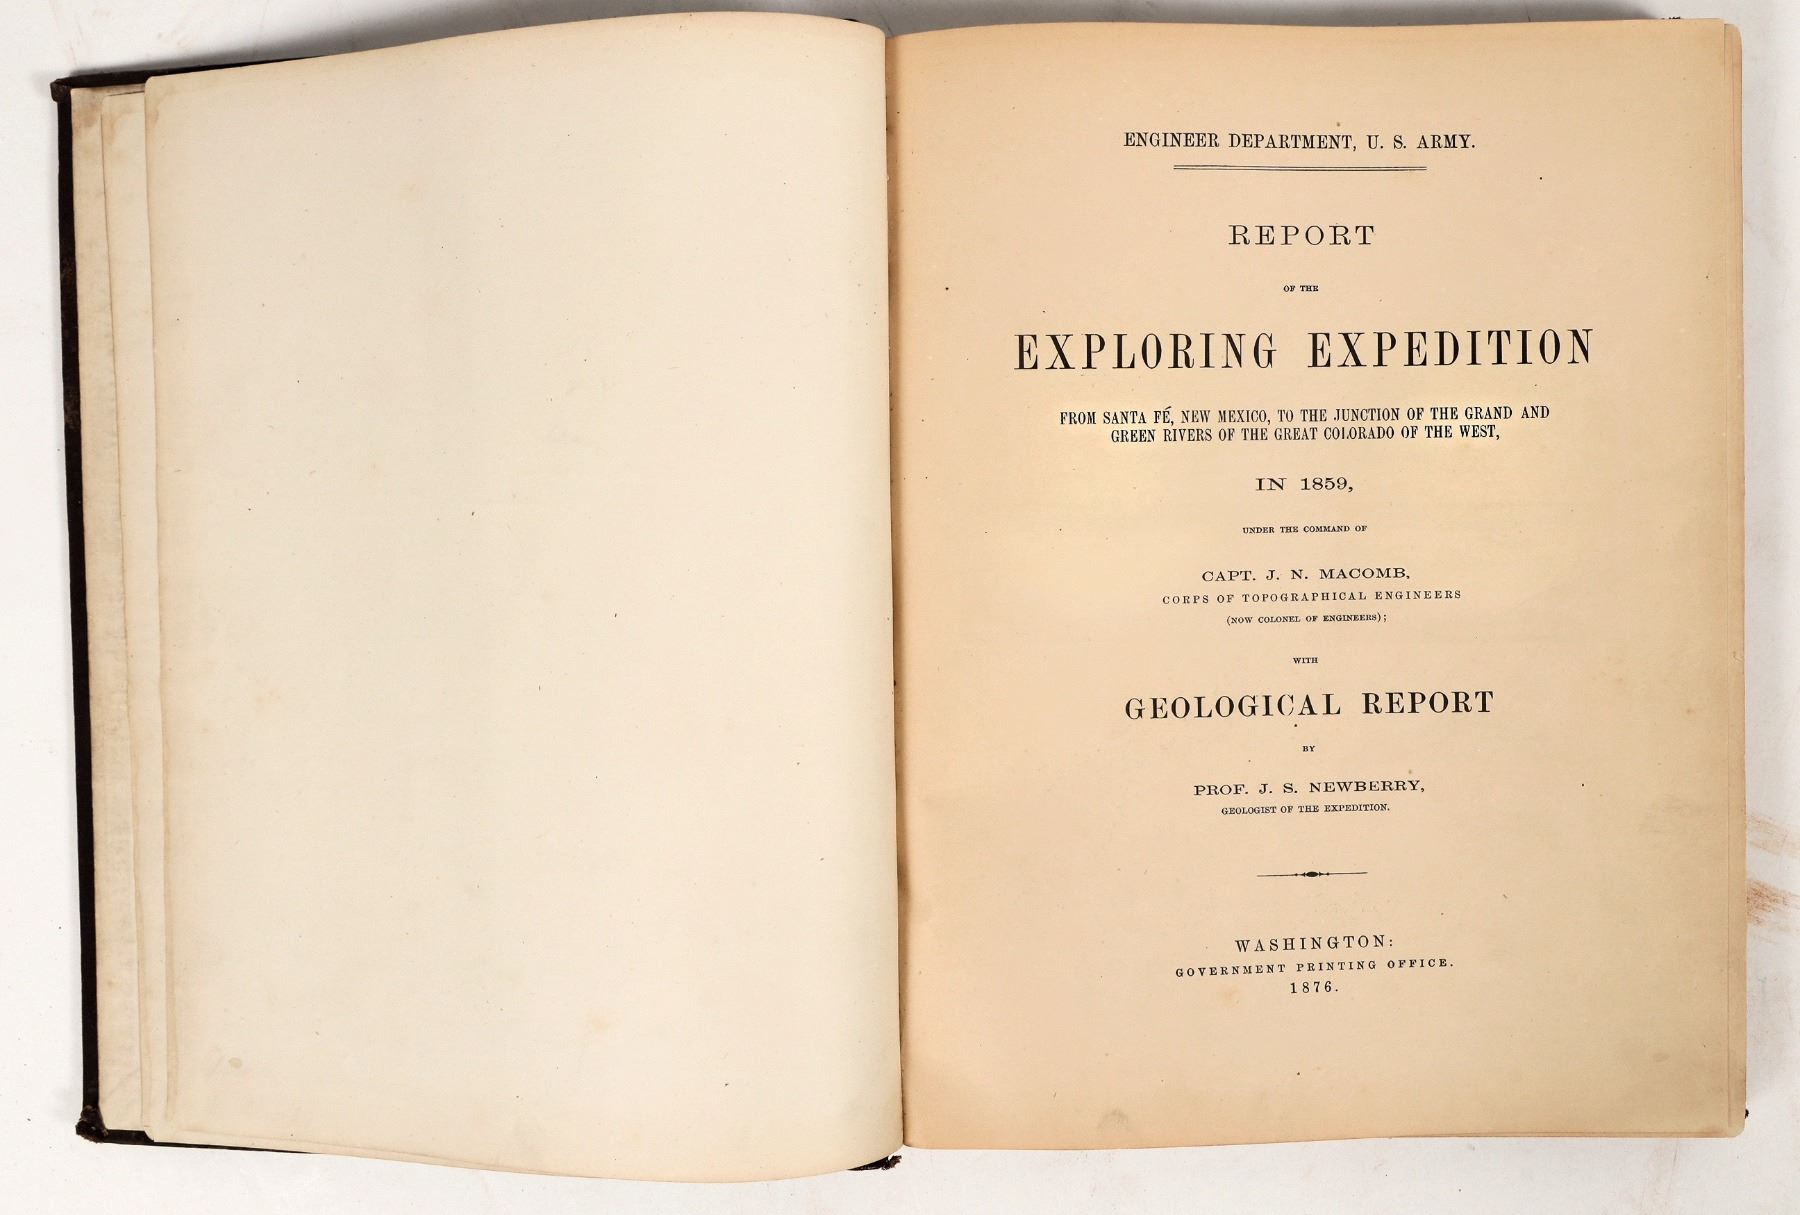 ENGINEER DEPARTMENT, U. S. ARMY.
REPORT
OF THE
EXPLORING EXPEDITION
FROM SANTA FÉ, NEW MEXICO, TO THE JUNCTION OF THE GRAND AND
GREEN RIVERS OF THE GREAT COLORADO OF THE WEST,
IN 1859,
UNDER THE COMMAND OF
CAPT. J. N. MACOMB,
CORPS OF TOPOGRAPHICAL ENGINEERS
(NOW COLONEL OF ENGINEERS);
WITH
GEOLOGICAL REPORT
BY
PROF. J. S. NEWBERRY,
GEOLOGIST OF THE EXPEDITION.
WASHINGTON:
GOVERNMENT PRINTING OFFICE.
1876.